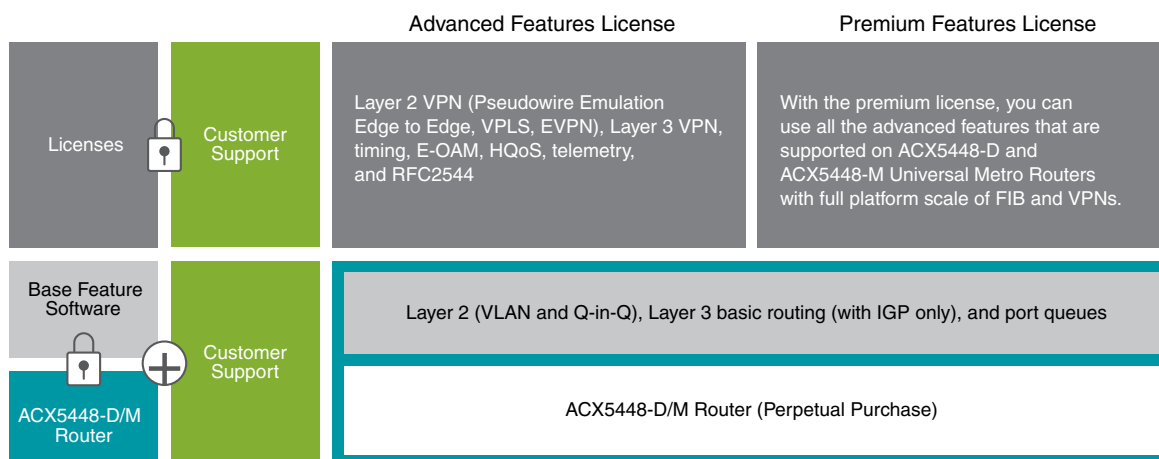 Advanced Features License
Premium Features License
Licenses
Customer
Support
Layer 2 VPN (Pseudowire Emulation
Edge to Edge, VPLS, EVPN), Layer 3 VPN,
timing, E-OAM, HQoS, telemetry,
and RFC2544
With the premium license, you can
use all the advanced features that are
supported on ACX5448-D and
ACX5448-M Universal Metro Routers
with full platform scale of FIB and VPNs.
Base Feature
Software
ACX5448-D/M
Router
Customer
Support
Layer 2 (VLAN and Q-in-Q), Layer 3 basic routing (with IGP only), and port queues
ACX5448-D/M Router (Perpetual Purchase)